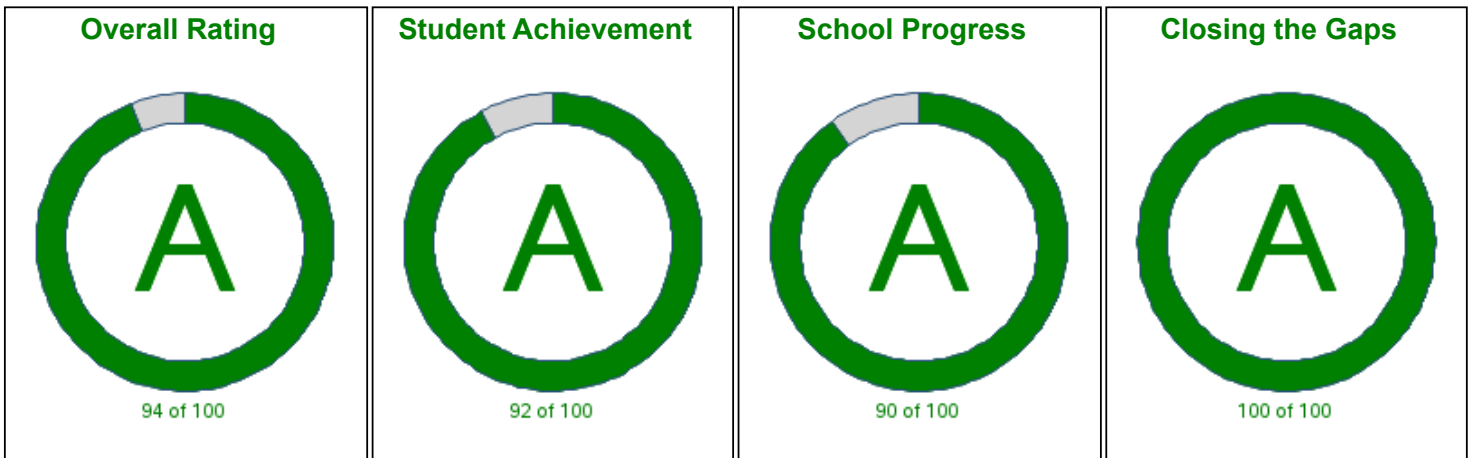 Overall Rating
A
94 of 100
Student Achievement
A
92 of 100
School Progress
A
90 of 100
Closing the Gaps
A
100 of 100